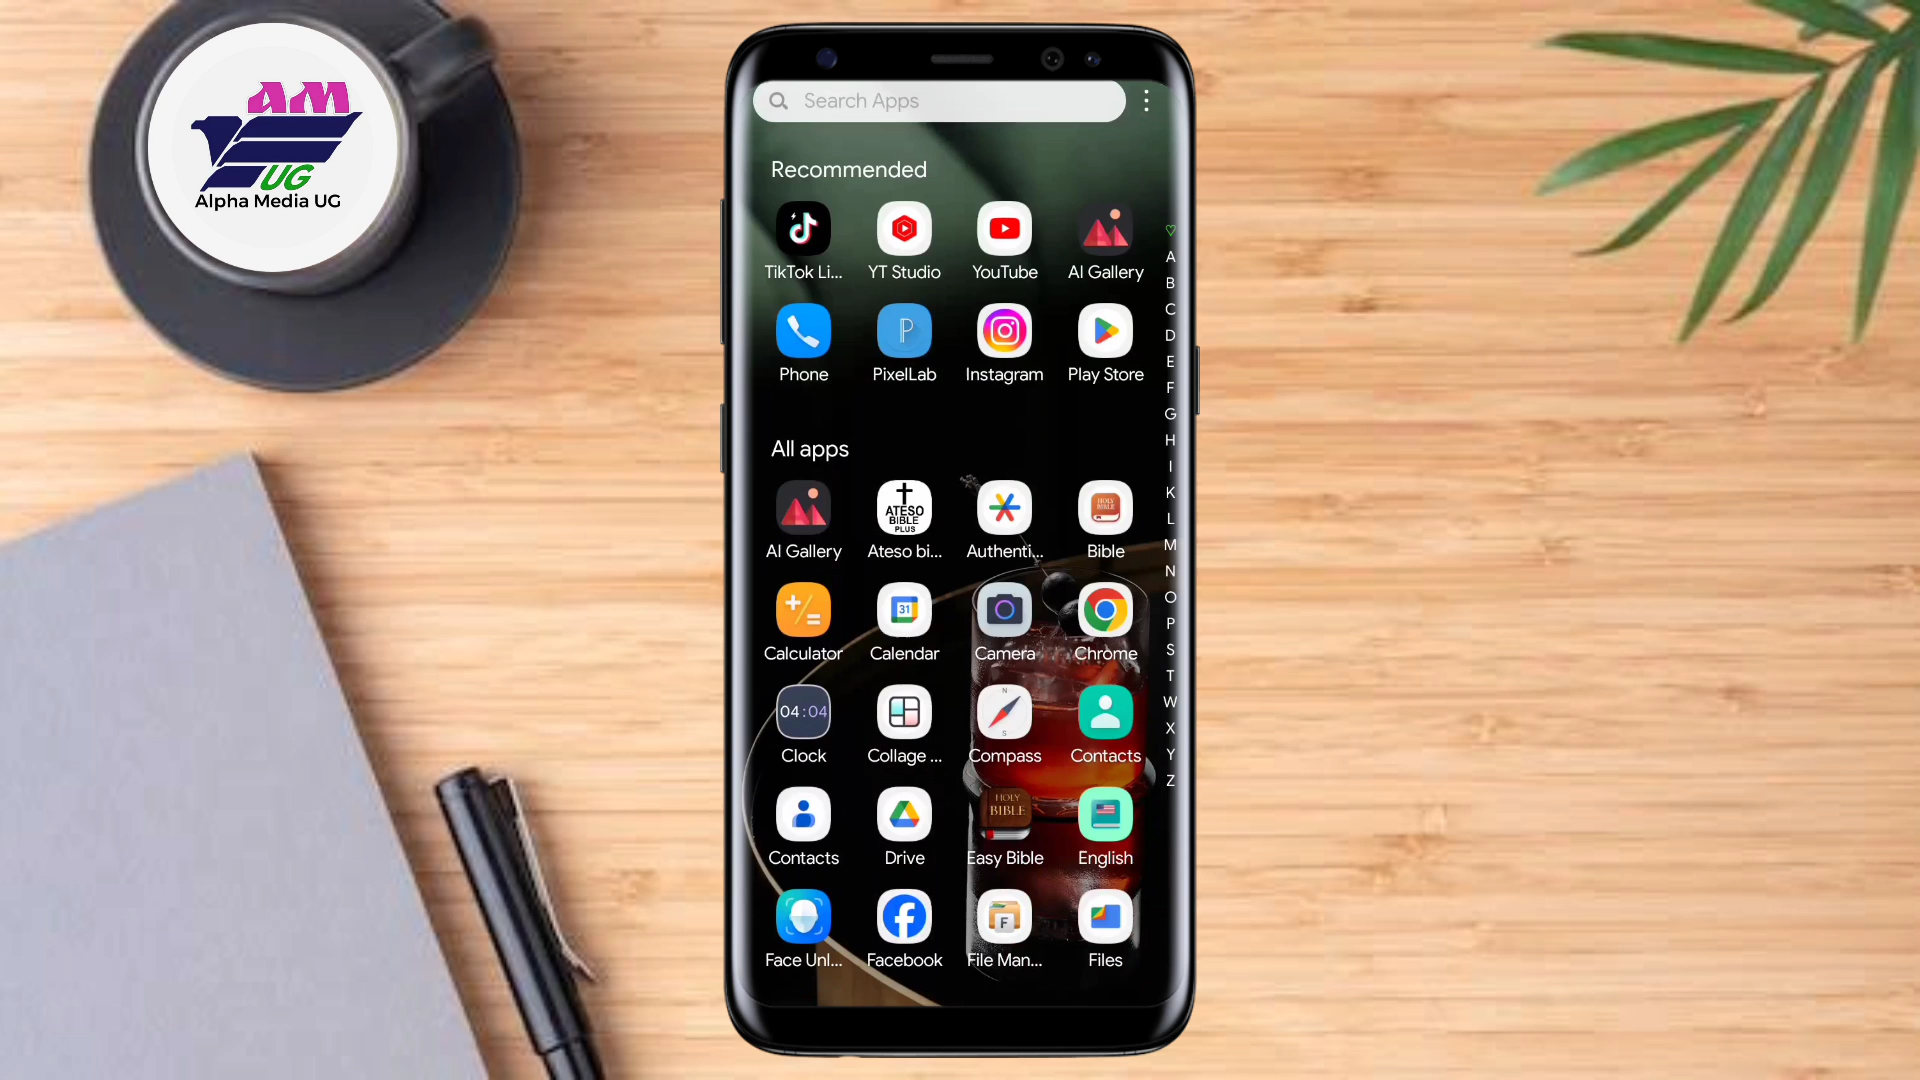 AM
UG
Alpha Media UG
Search Apps
Recommended
TikTok Li... YT Studio YouTube AI Gallery
Phone PixelLab Instagram Play Store
All apps
ATESO
BIBLE
PLUS
HOLY
BIBLE
AI Gallery Ateso bi... Authenti... Bible
31
Calculator Calendar Camera Chrome
04:04
N
S
Clock Collage ... Compass Contacts
HOLY
BIBLE
Contacts Drive Easy Bible English
F
Face Unl... Facebook File Man... Files
A
B
C
D
E
F
G
H
I
K
L
M
N
O
P
S
T
W
X
Y
Z